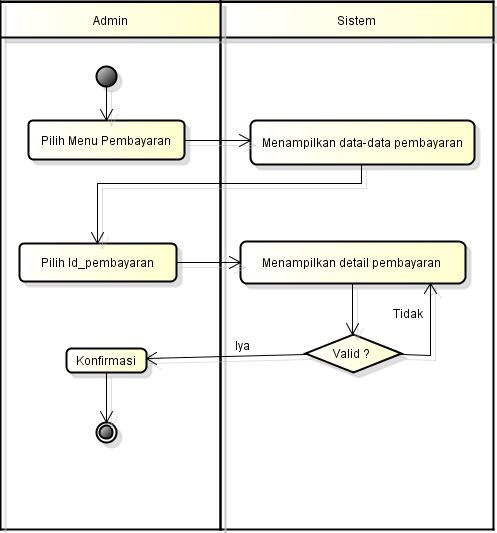 Admin
Sistem
Pilih Menu Pembayaran
Menampilkan data-data pembayaran
Pilih Id_pembayaran
Menampilkan detail pembayaran
Tidak
Iya
Valid ?
Konfirmasi